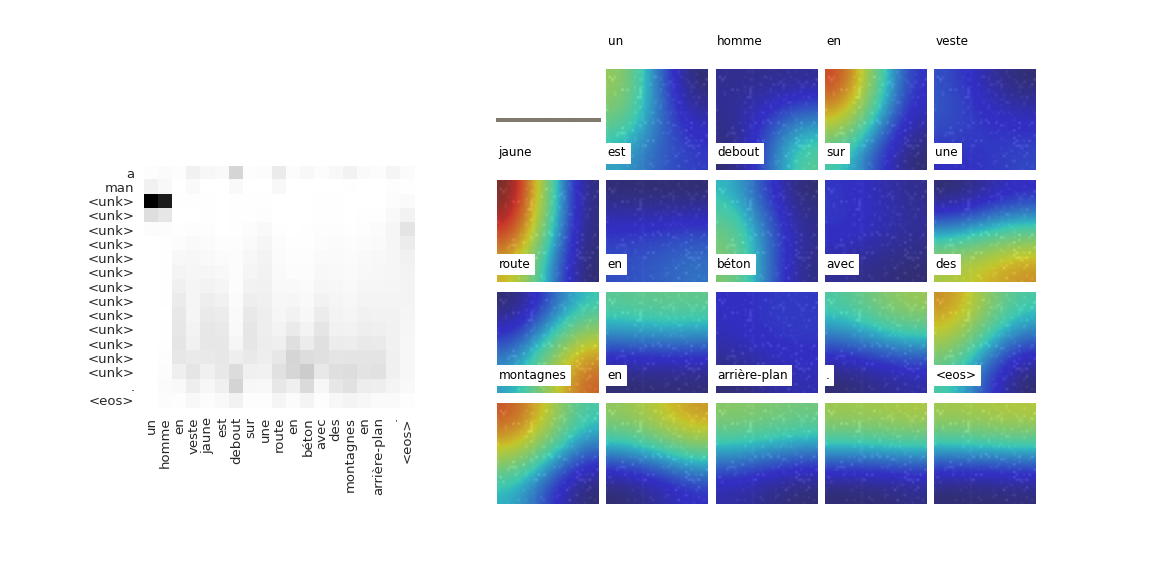 a
man
<unk>
<unk>
<unk>
<unk>
<unk>
<unk>
<unk>
<unk>
<unk>
<unk>
<unk>
<unk>
<unk>
.
<eos>
un
homme
en
veste
jaune
est
debout
sur
une
route
en
béton
avec
des
montagnes
en
arrière-plan
.
<eos>
un homme en veste
jaune est debout sur une
route en béton avec des
montagnes en arrière-plan . <eos>